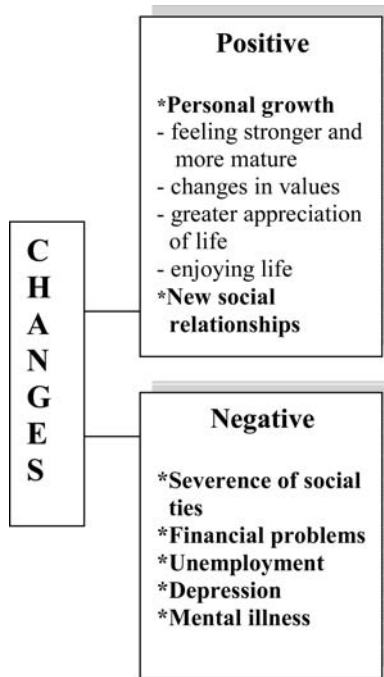 CHANGES
Positive
*Personal growth
- feeling stronger and
more mature
- changes in values
- greater appreciation
of life
- enjoying life
*New social
relationships
Negative
*Severence of social
ties
*Financial problems
*Unemployment
*Depression
*Mental illness